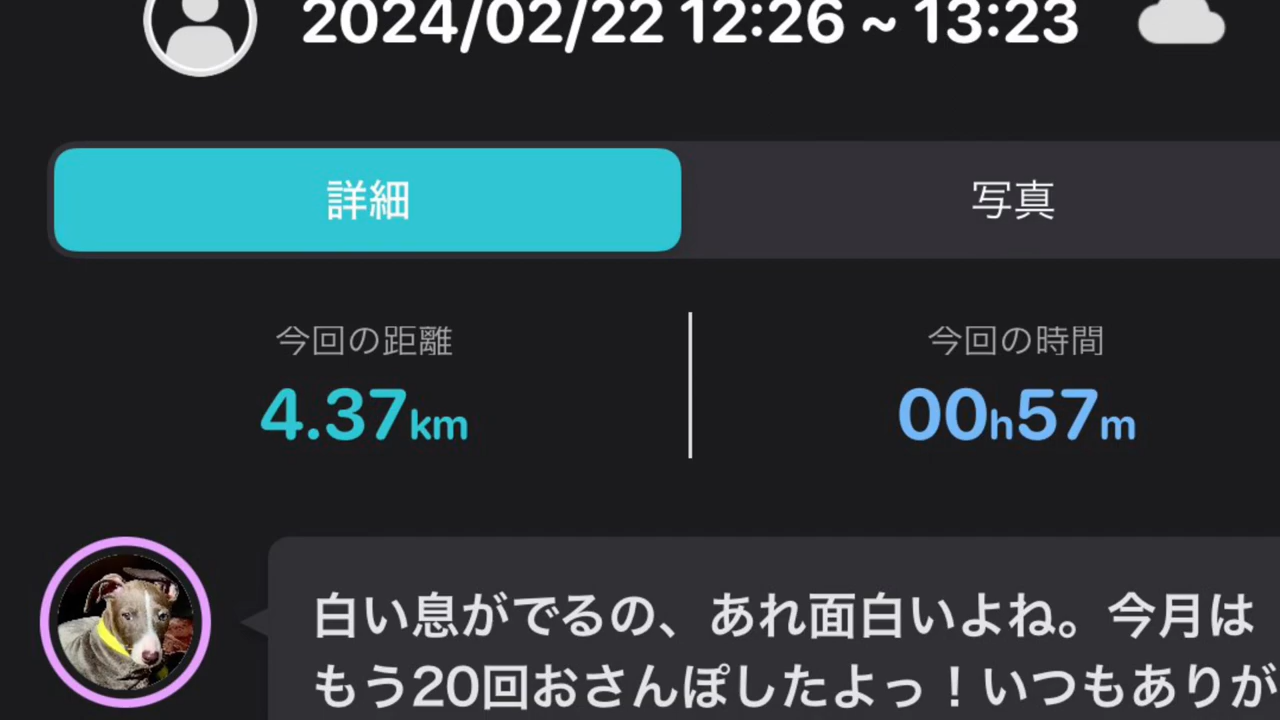 2024/02/22 12:26 ~ 13:23
詳細
写真
今回の距離
今回の時間
4.37km
00h57m
白い息がでるの、あれ面白いよね。今月は
もう20回おさんぽしたよっ！いつもありが